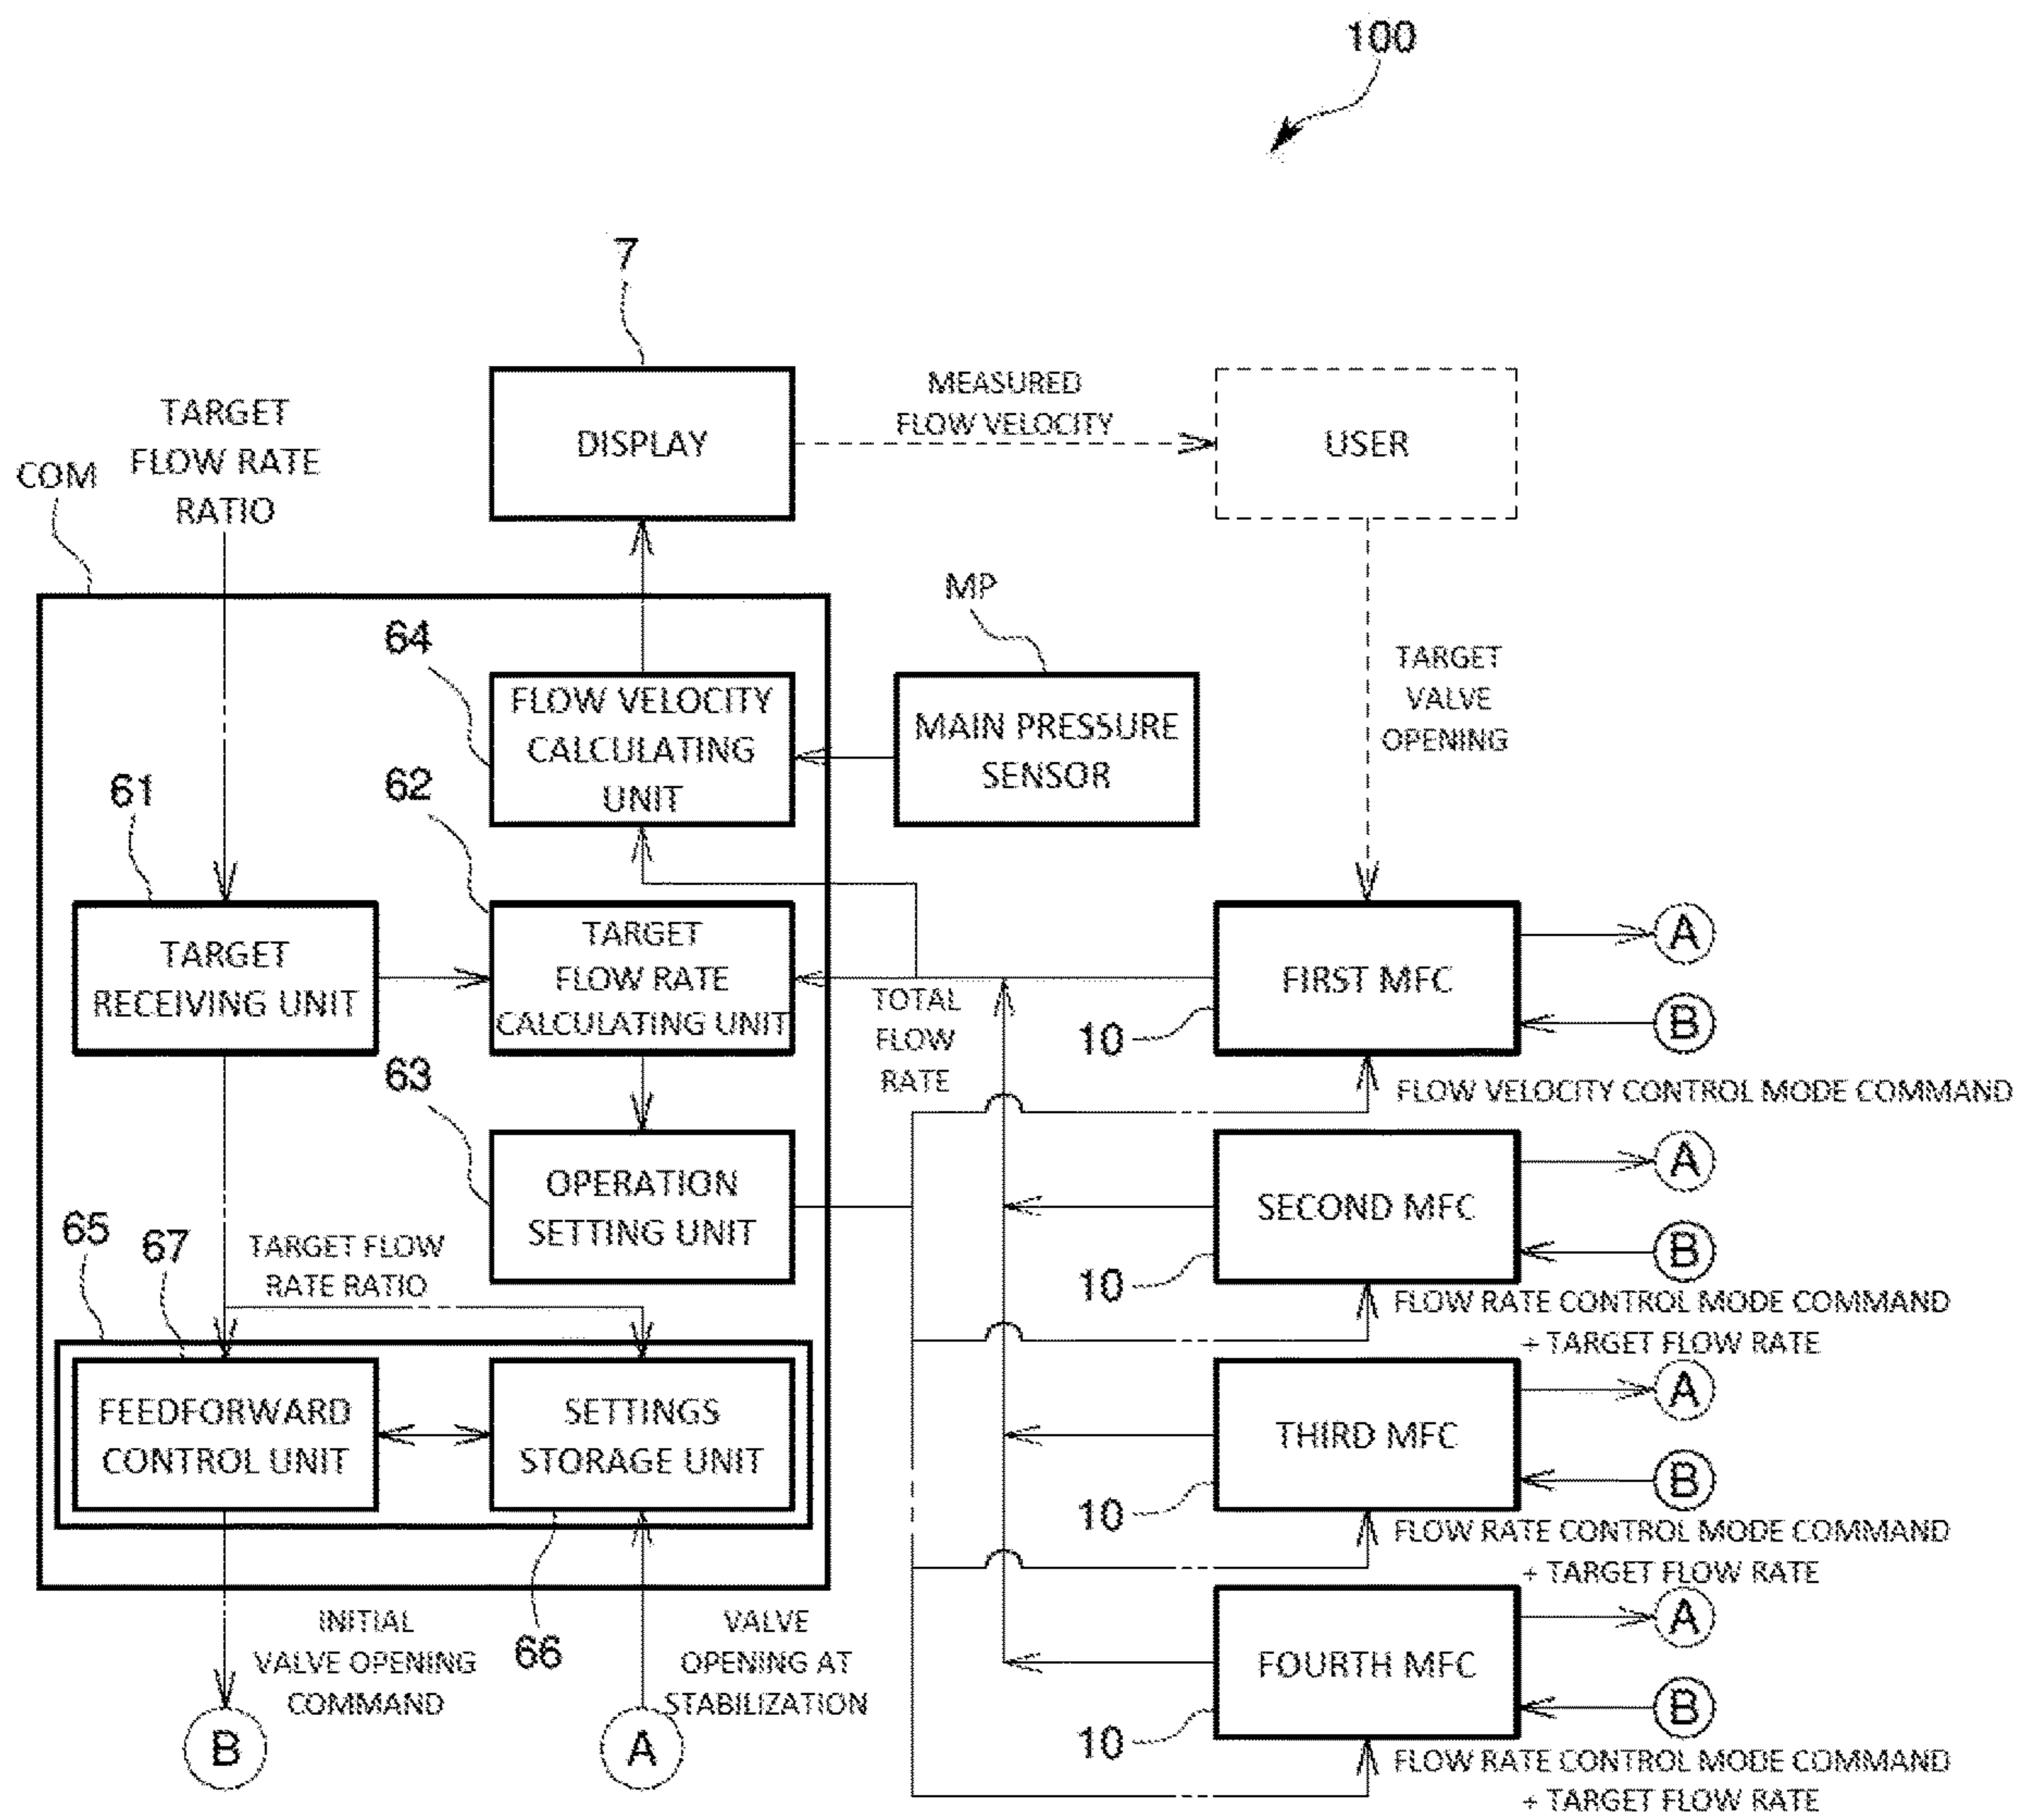 100
7
DISPLAY
MEASURED
FLOW VELOCITY
USER
TARGET
FLOW RATE
RATIO
COM
MP
64
FLOW VELOCITY
CALCULATING
UNIT
MAIN PRESSURE
SENSOR
TARGET
VALVE
OPENING
61
62
TARGET
RECEIVING UNIT
TARGET
FLOW RATE
CALCULATING UNIT
TOTAL
FLOW
RATE
FIRST MFC
10
A
B
FLOW VELOCITY CONTROL MODE COMMAND
63
OPERATION
SETTING UNIT
SECOND MFC
10
A
B
FLOW RATE CONTROL MODE COMMAND
+ TARGET FLOW RATE
65
67
TARGET FLOW
RATE RATIO
FEEDFORWARD
CONTROL UNIT
SETTINGS
STORAGE UNIT
THIRD MFC
10
A
B
FLOW RATE CONTROL MODE COMMAND
+ TARGET FLOW RATE
INITIAL
VALVE OPENING
COMMAND
66
VALVE
OPENING AT
STABILIZATION
B
A
FOURTH MFC
10
A
B
FLOW RATE CONTROL MODE COMMAND
+ TARGET FLOW RATE